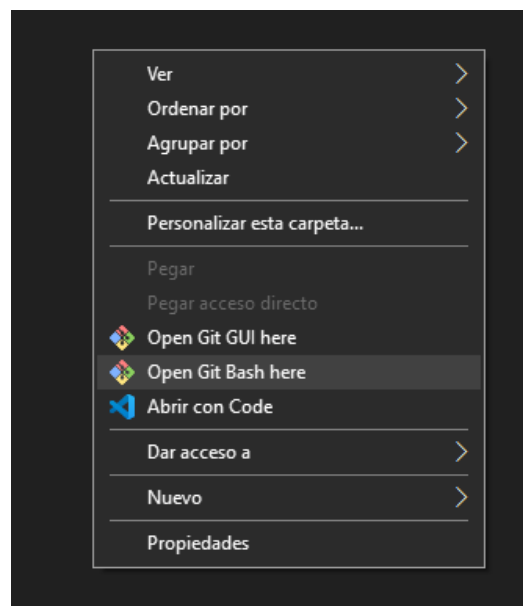 Ver
Ordenar por
Agrupar por
Actualizar
Personalizar esta carpeta...
Pegar
Pegar acceso directo
Open Git GUI here
Open Git Bash here
Abrir con Code
Dar acceso a
Nuevo
Propiedades